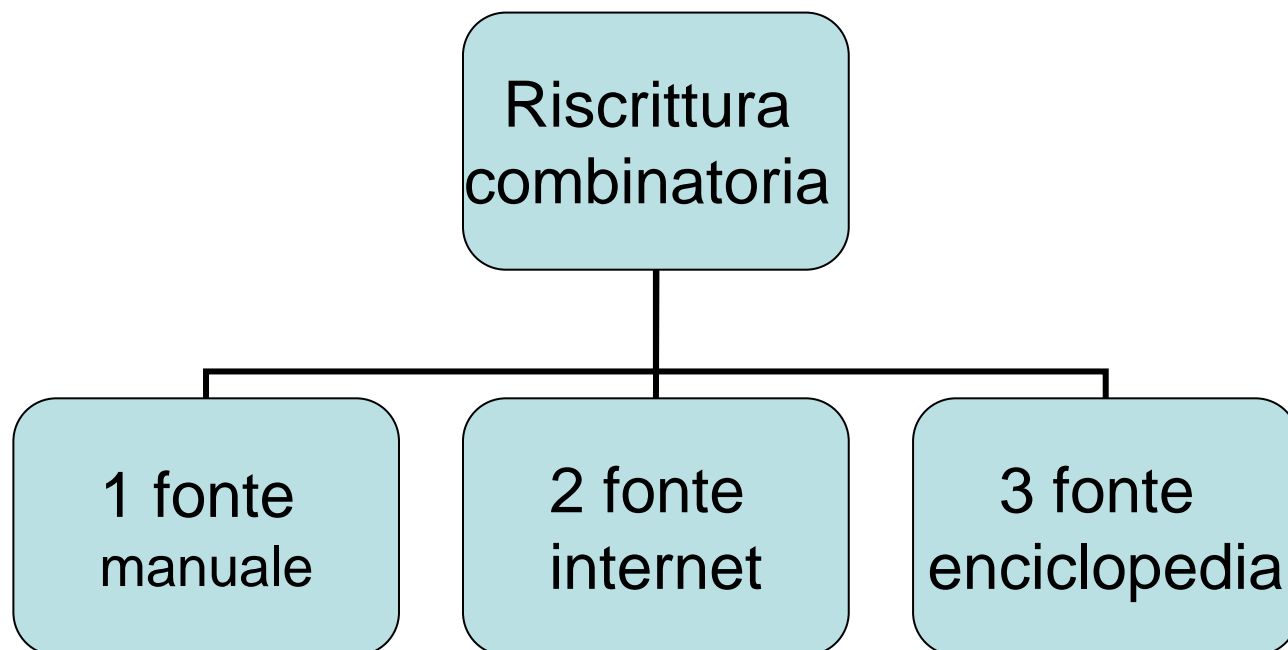 Riscrittura
combinatoria
1 fonte
manuale
2 fonte
internet
3 fonte
enciclopedia